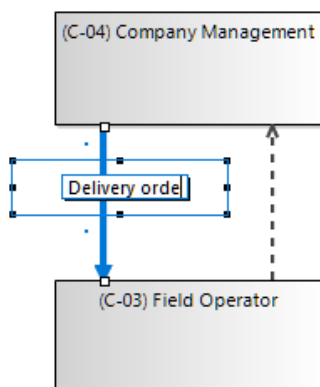 (C-04) Company Management
Delivery orde
(C-03) Field Operator